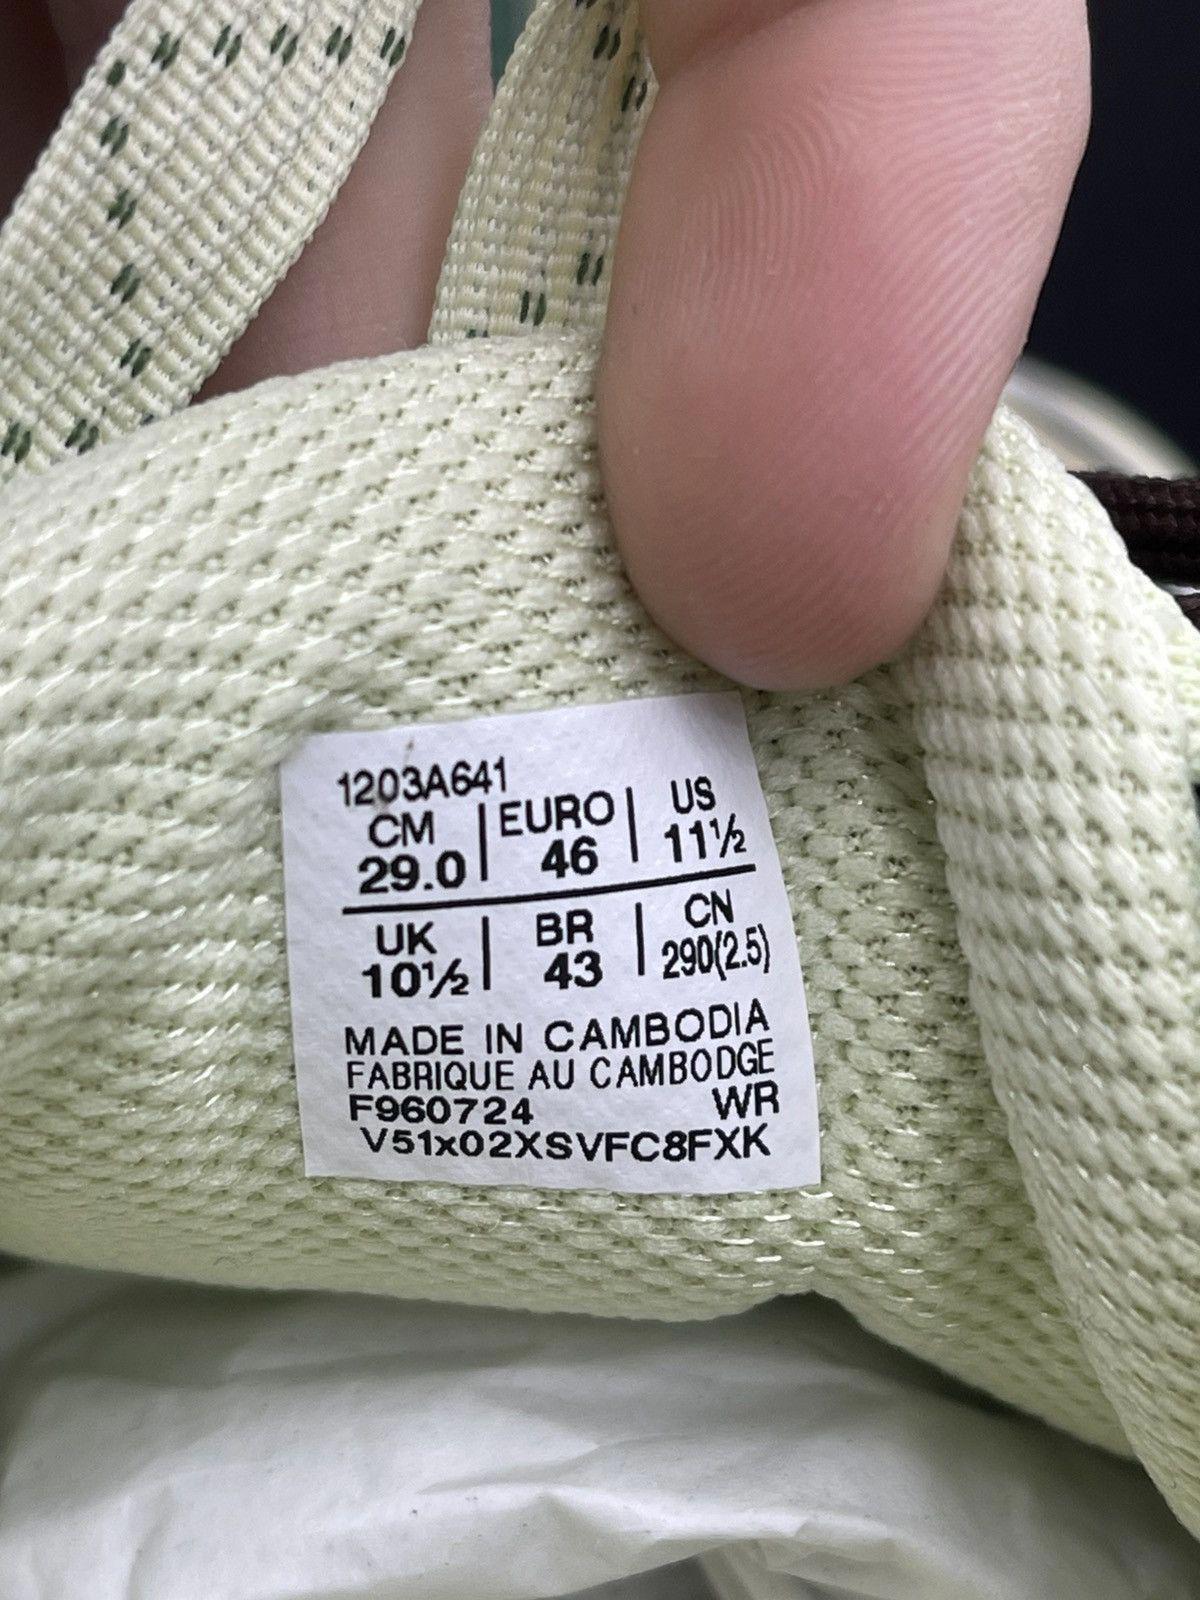 1203A641
CM | EURO | US
29.0 | 46 | 11½
UK | BR | CN
10½ | 43 | 290(2.5)
MADE IN CAMBODIA
FABRIQUE AU CAMBODGE
F960724 WR
V51x02XSVFC8FXK